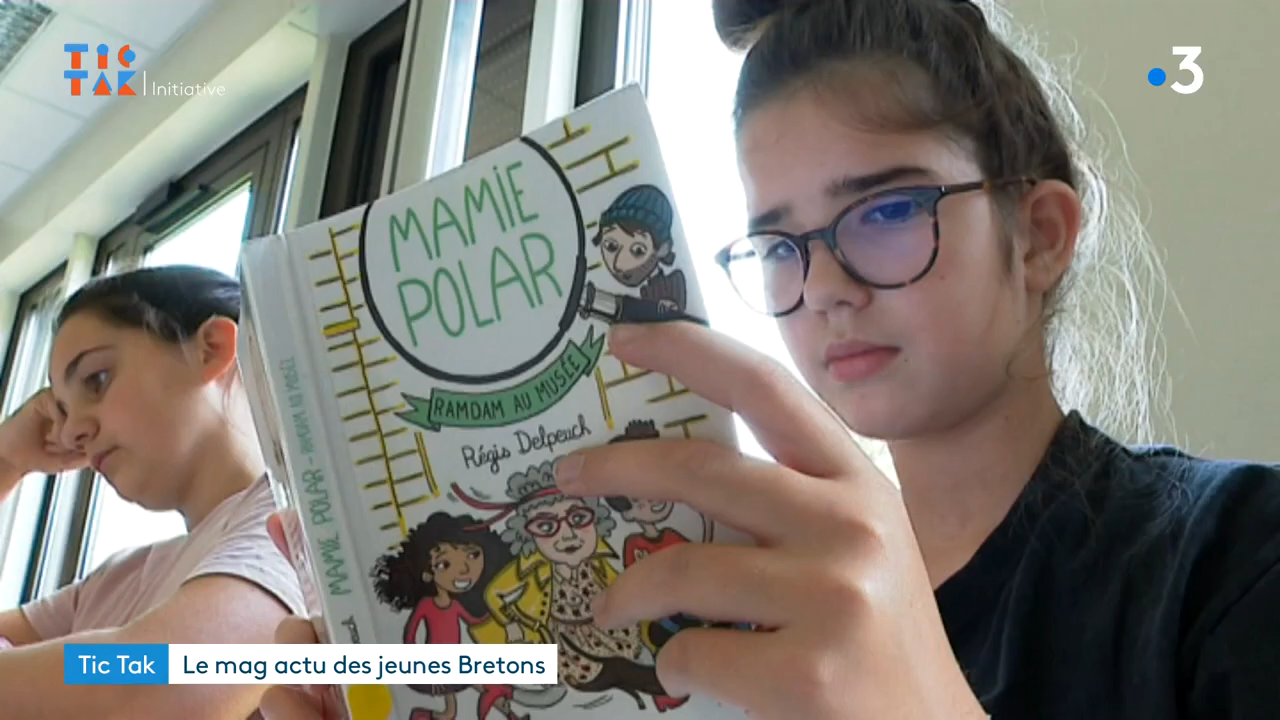 TIC
TAK
Initiative
3
MAMIE
POLAR
RAMDAM AU MUSÉE
Régis Delpeuch
MAMIE POLAR - RAMDAM AU MUSÉE
Tic Tak
Le mag actu des jeunes Bretons